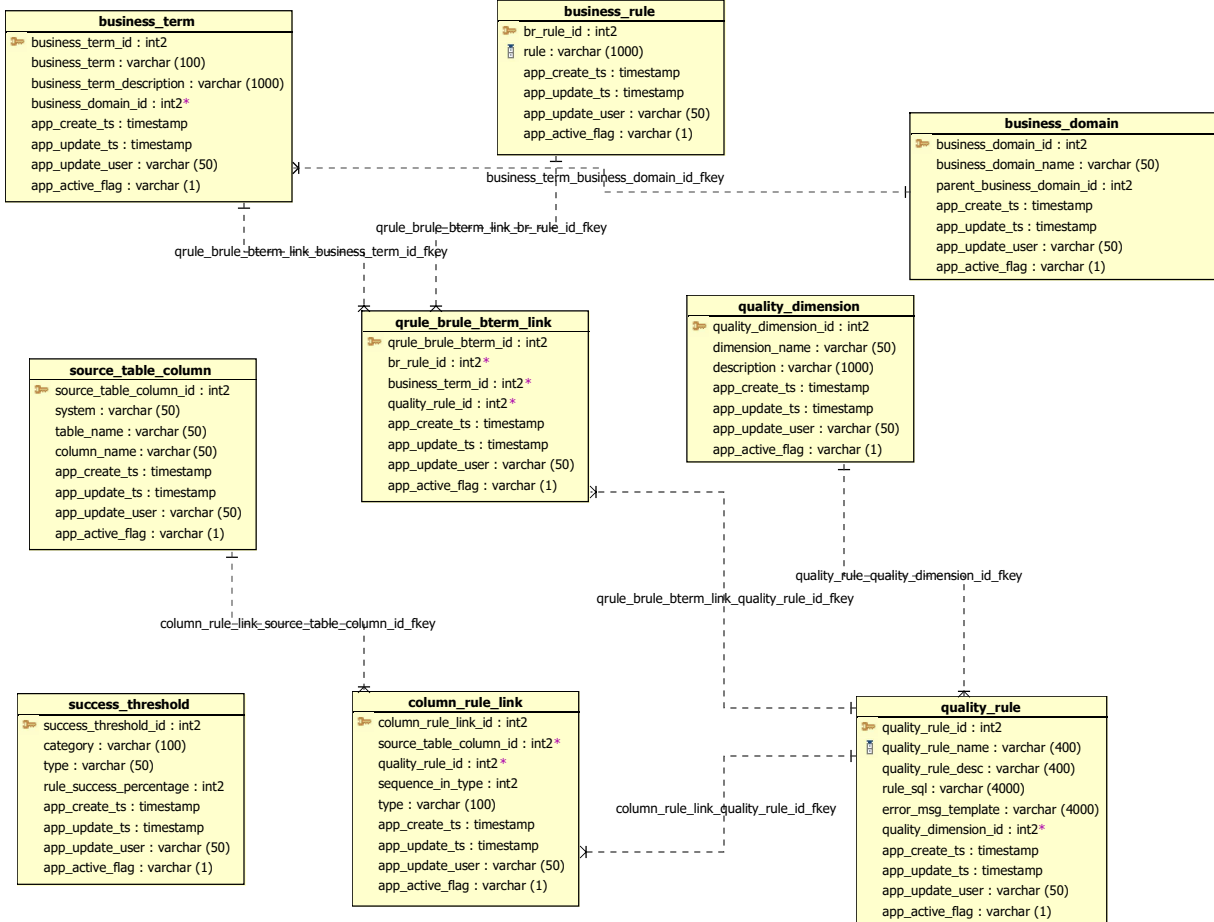 business_term
business_term_id : int2
business_term : varchar (100)
business_term_description : varchar (1000)
business_domain_id : int2*
app_create_ts : timestamp
app_update_ts : timestamp
app_update_user : varchar (50)
app_active_flag : varchar (1)
business_rule
br_rule_id : int2
rule : varchar (1000)
app_create_ts : timestamp
app_update_ts : timestamp
app_update_user : varchar (50)
app_active_flag : varchar (1)
business_domain
business_domain_id : int2
business_domain_name : varchar (50)
parent_business_domain_id : int2
app_create_ts : timestamp
app_update_ts : timestamp
app_update_user : varchar (50)
app_active_flag : varchar (1)
business_term_business_domain_id_fkey
qrule_brule_bterm_link_br_rule_id_fkey
qrule_brule_bterm_link_business_term_id_fkey
qrule_brule_bterm_link
qrule_brule_bterm_id : int2
br_rule_id : int2*
business_term_id : int2*
quality_rule_id : int2*
app_create_ts : timestamp
app_update_ts : timestamp
app_update_user : varchar (50)
app_active_flag : varchar (1)
quality_dimension
quality_dimension_id : int2
dimension_name : varchar (50)
description : varchar (1000)
app_create_ts : timestamp
app_update_ts : timestamp
app_update_user : varchar (50)
app_active_flag : varchar (1)
source_table_column
source_table_column_id : int2
system : varchar (50)
table_name : varchar (50)
column_name : varchar (50)
app_create_ts : timestamp
app_update_ts : timestamp
app_update_user : varchar (50)
app_active_flag : varchar (1)
quality_rule_quality_dimension_id_fkey
qrule_brule_bterm_link_quality_rule_id_fkey
column_rule_link_source_table_column_id_fkey
success_threshold
success_threshold_id : int2
category : varchar (100)
type : varchar (50)
rule_success_percentage : int2
app_create_ts : timestamp
app_update_ts : timestamp
app_update_user : varchar (50)
app_active_flag : varchar (1)
column_rule_link
column_rule_link_id : int2
source_table_column_id : int2*
quality_rule_id : int2*
sequence_in_type : int2
type : varchar (100)
app_create_ts : timestamp
app_update_ts : timestamp
app_update_user : varchar (50)
app_active_flag : varchar (1)
column_rule_link_quality_rule_id_fkey
quality_rule
quality_rule_id : int2
quality_rule_name : varchar (400)
quality_rule_desc : varchar (400)
rule_sql : varchar (4000)
error_msg_template : varchar (4000)
quality_dimension_id : int2*
app_create_ts : timestamp
app_update_ts : timestamp
app_update_user : varchar (50)
app_active_flag : varchar (1)